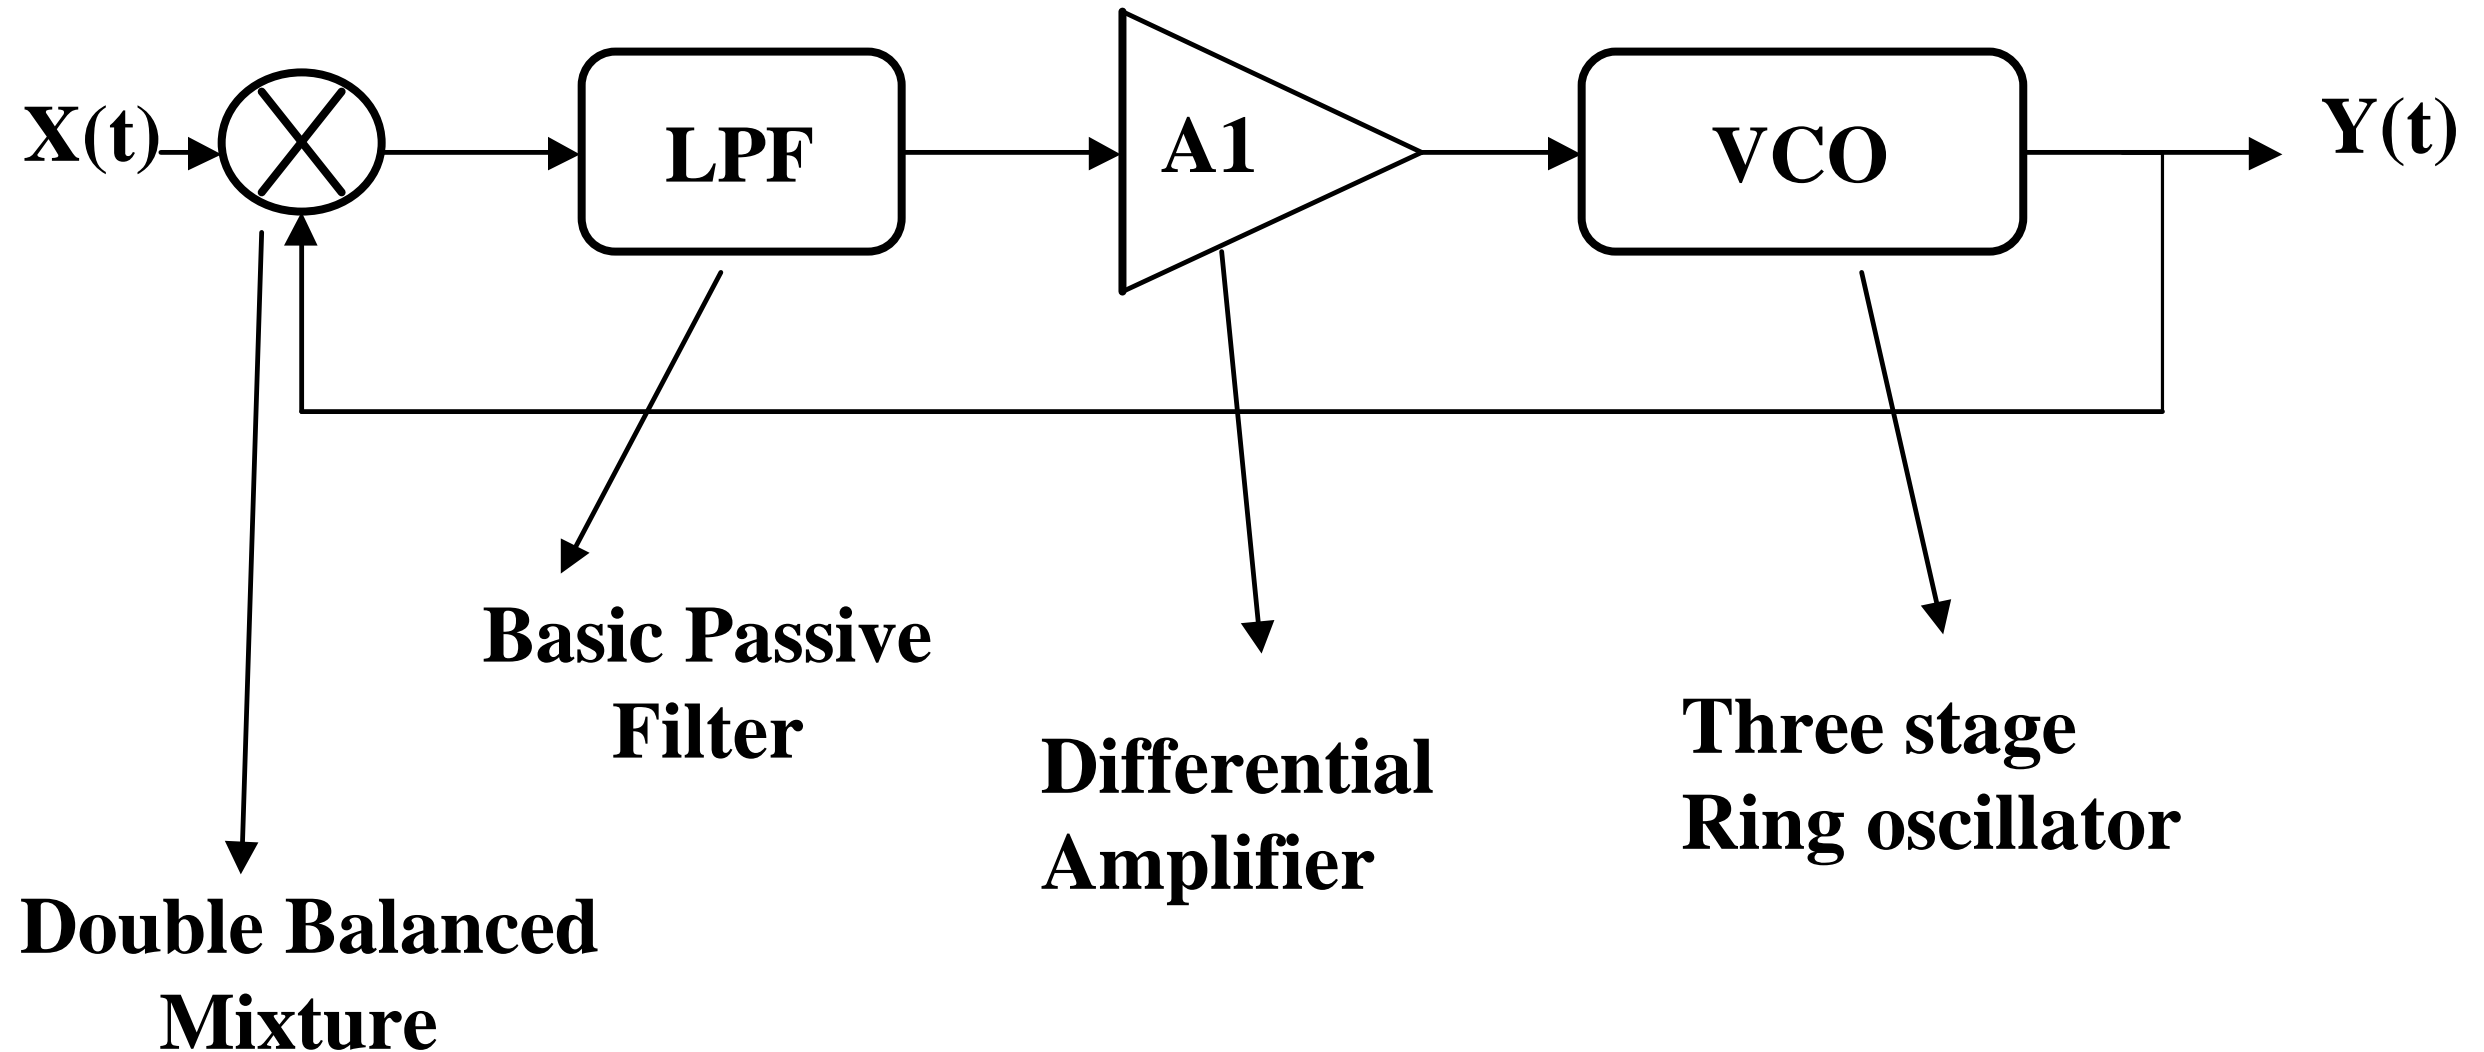 X(t)
LPF
A1
VCO
Y(t)
Basic Passive
Filter
Differential
Amplifier
Three stage
Ring oscillator
Double Balanced
Mixture